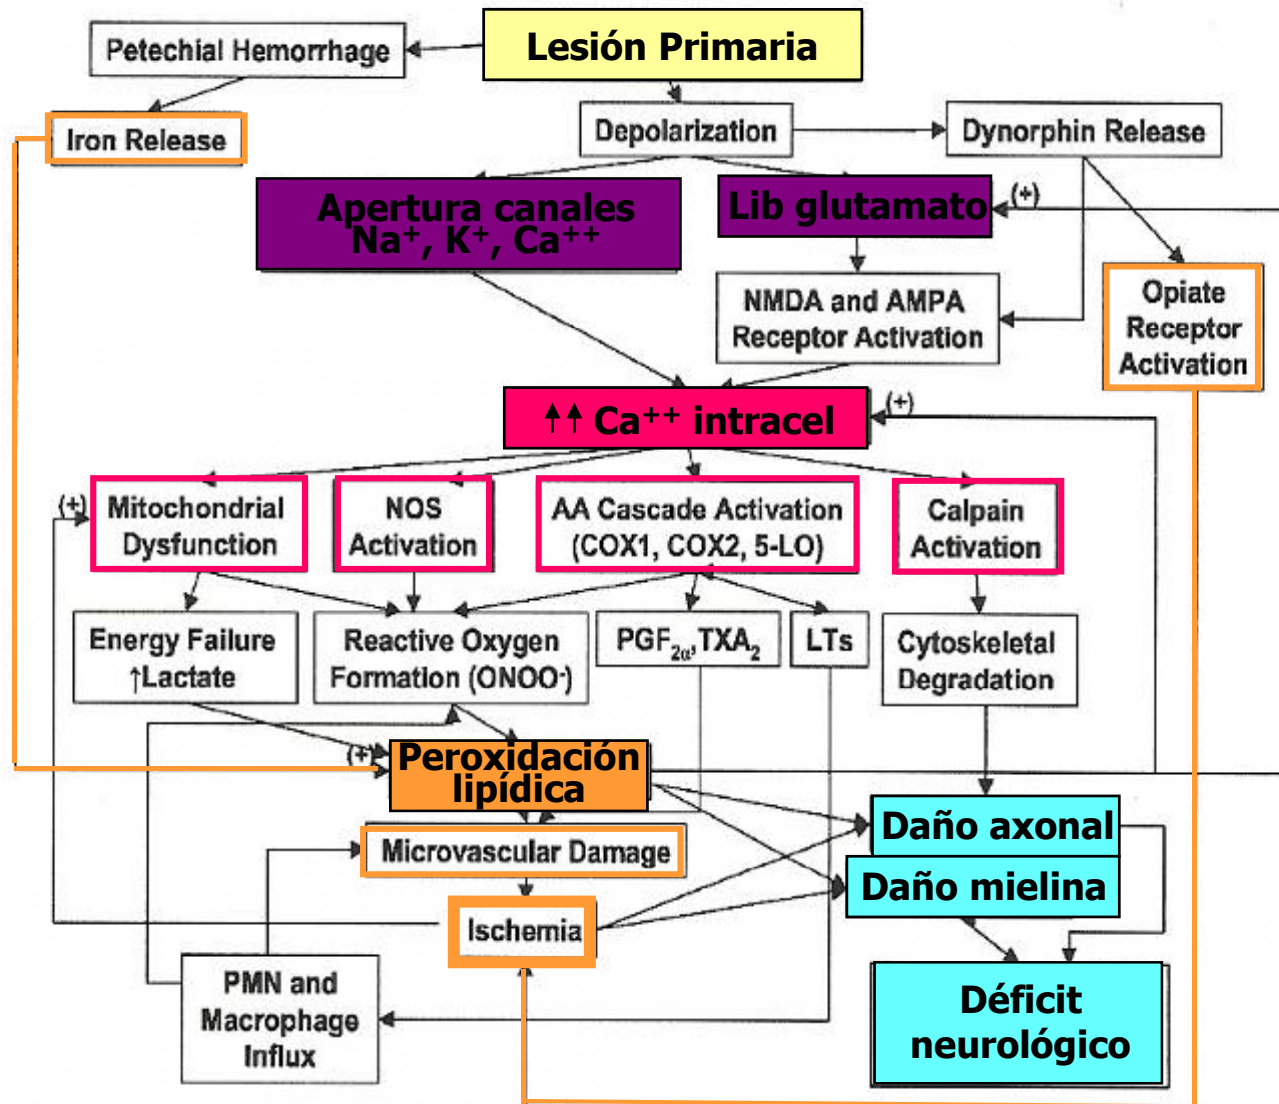 Lesión Primaria
Petechial Hemorrhage
Iron Release
Depolarization
Dynorphin Release
Apertura canales
Na⁺, K⁺, Ca⁺⁺
Lib glutamato
(+)
NMDA and AMPA
Receptor Activation
Opiate
Receptor
Activation
↑↑ Ca⁺⁺ intracel
(+)
(+)
Mitochondrial
Dysfunction
NOS
Activation
AA Cascade Activation
(COX1, COX2, 5-LO)
Calpain
Activation
Energy Failure
↑Lactate
Reactive Oxygen
Formation (ONOO⁻)
PGF₂α,TXA₂
LTs
Cytoskeletal
Degradation
(+)
Peroxidación
lipídica
Microvascular Damage
Ischemia
Daño axonal
Daño mielina
PMN and
Macrophage
Influx
Déficit
neurológico